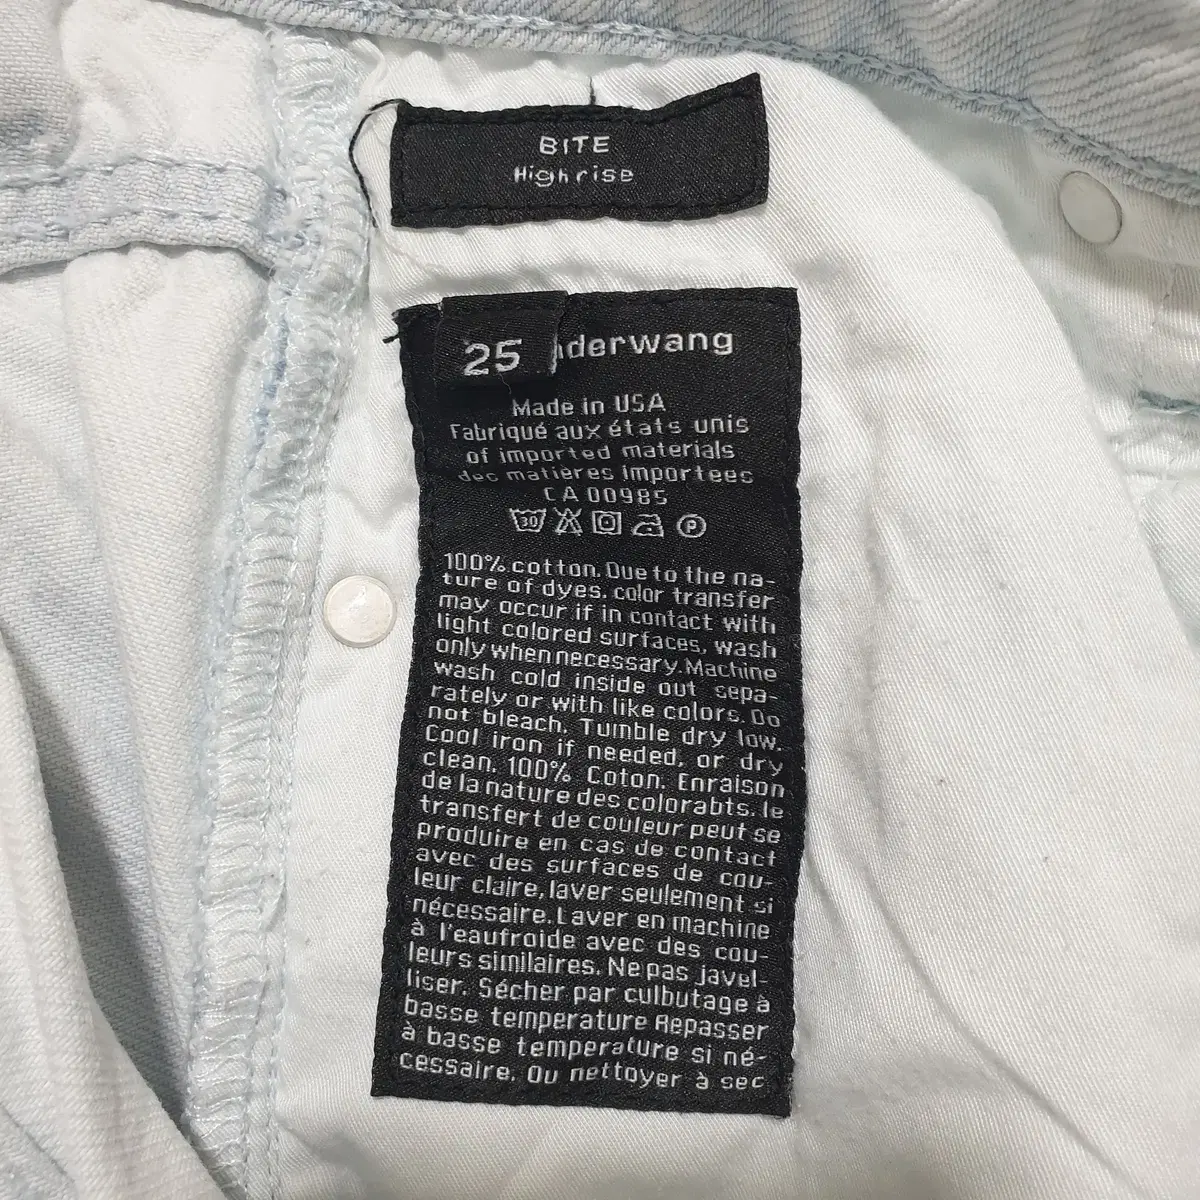 BITE
Highrise
25
nderwang
Made in USA
Fabriqué aux états unis
of imported materials
des matières importees
CA 00985
30 P
100% cotton. Due to the na-
ture of dyes. color transfer
may occur if in contact with
light colored surfaces, wash
only when necessary. Machine
wash cold inside out sepa-
rately or with like colors. Do
not bleach. Tumble dry low.
Cool iron if needed, or dry
clean. 100% Coton. Enraison
de la nature des colorabts. le
transfert de couleur peut se
produire en cas de contact
avec des surfaces de cou-
leur claire, laver seulement si
nécessaire. Laver en machine
à l'eaufroide avec des cou-
leurs similaires. Ne pas javel-
liser. Sécher par culbutage à
basse temperature Repasser
à basse temperature si né-
cessaire. Ou nettoyer à sec